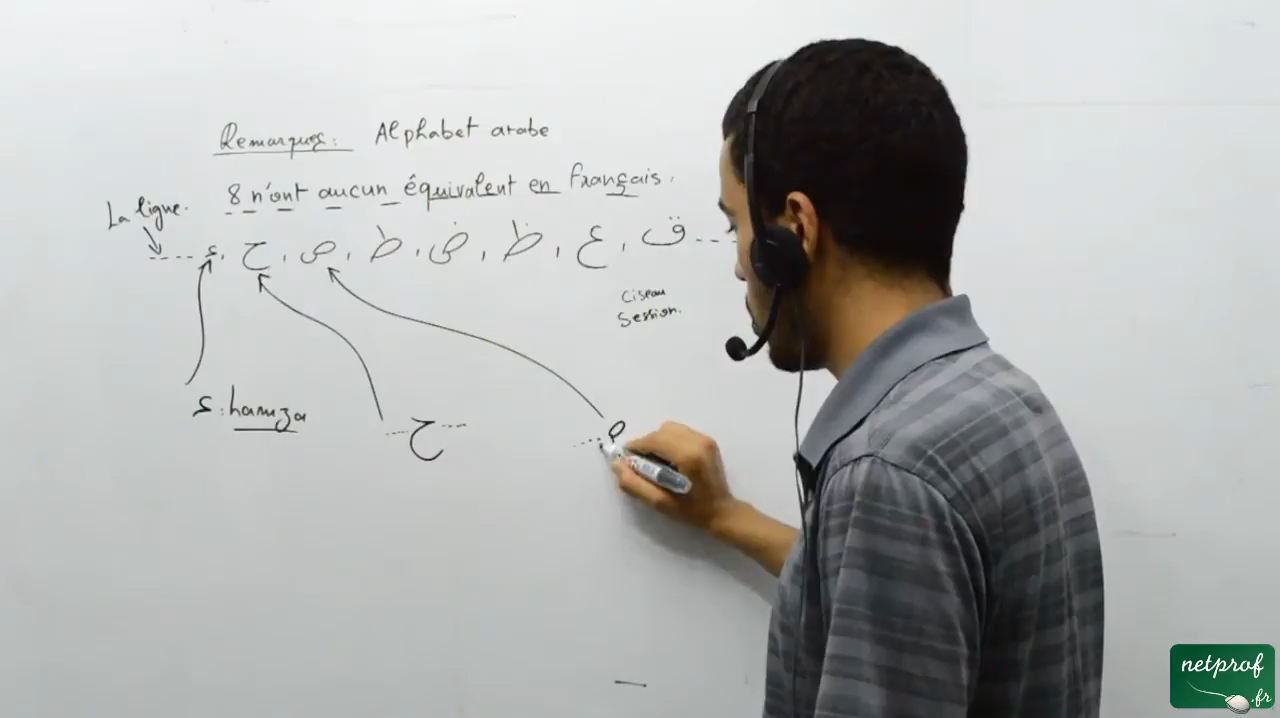 Remarques: Alphabet arabe
8 n'ont aucun équivalent en français.
La ligne.
ء, ح, ص, ط, ض, ظ, ع, ق
Ciseau
Session.
ء: hamza
ح
netprof
.fr